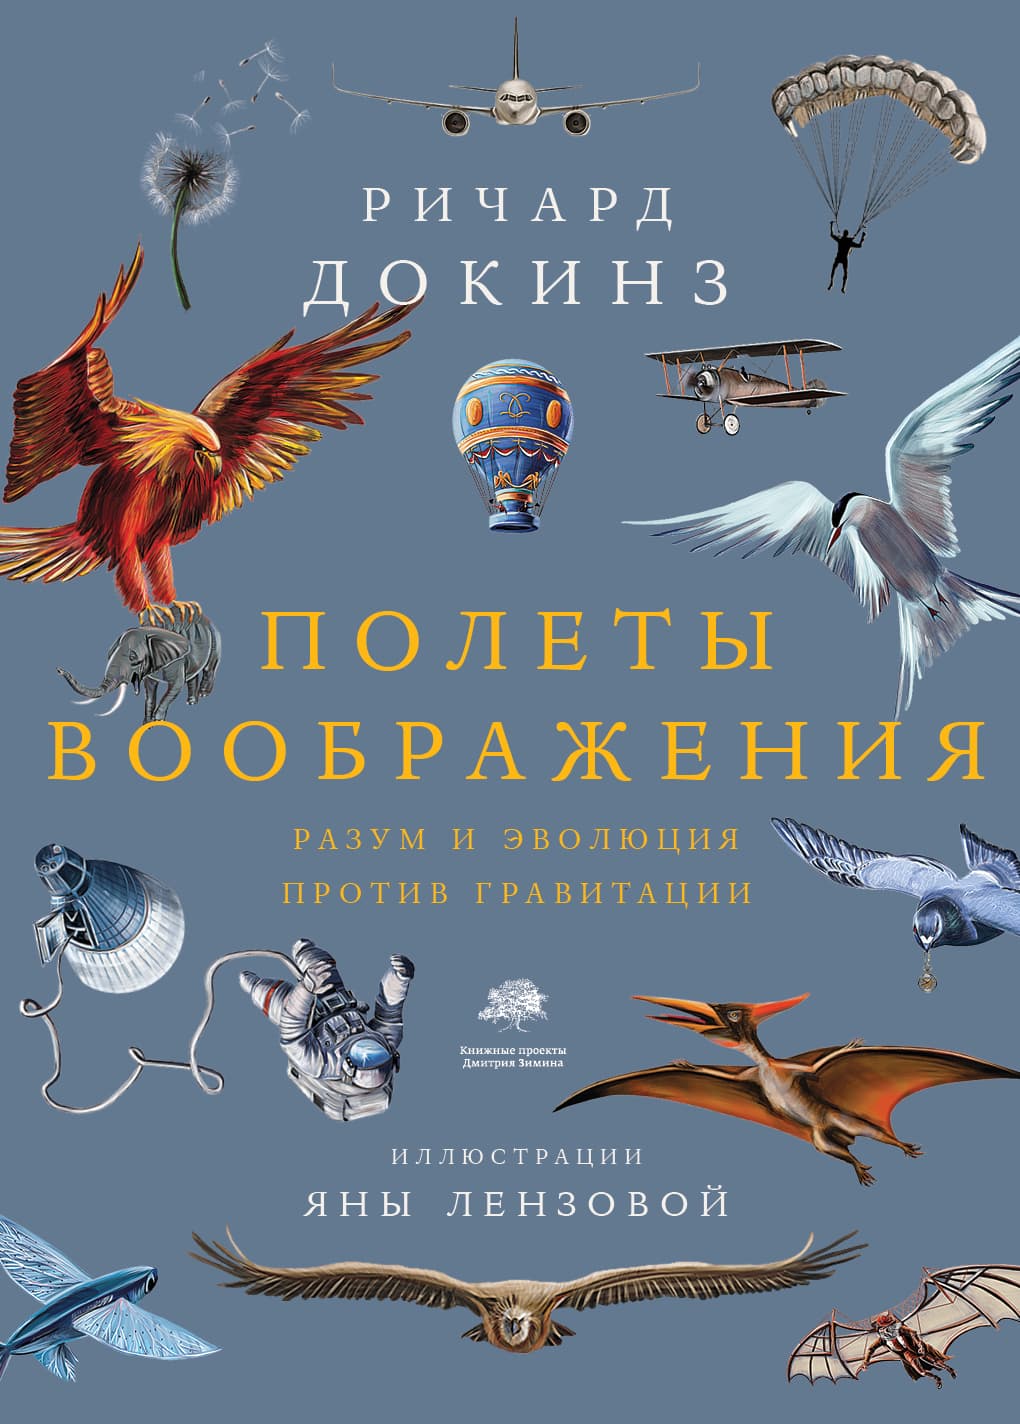 РИЧАРД
ДОКИНЗ
ПОЛЕТЫ
ВООБРАЖЕНИЯ
РАЗУМ И ЭВОЛЮЦИЯ
ПРОТИВ ГРАВИТАЦИИ
Книжные проекты
Дмитрия Зимина
ИЛЛЮСТРАЦИИ
ЯНЫ ЛЕНЗОВОЙ